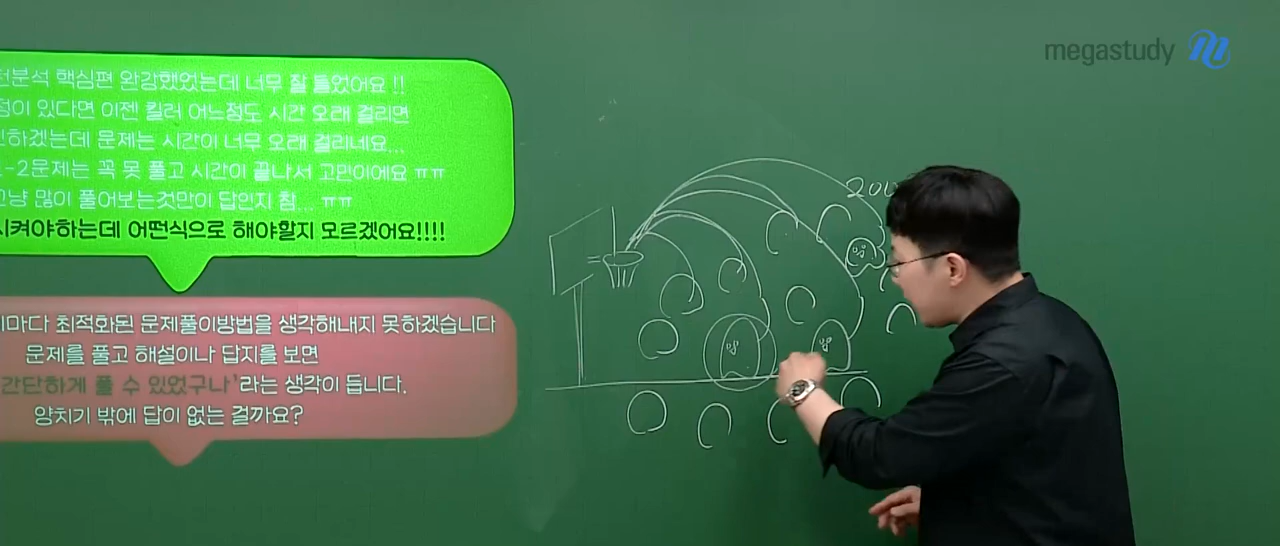 megastudy
전분석 핵심편 완강했었는데 너무 잘 들었어요 !!
점이 있다면 이젠 킬러 어느정도 시간 오래 걸리면
하겠는데 문제는 시간이 너무 오래 걸리네요...
-2문제는 꼭 못 풀고 시간이 끝나서 고민이에요 ㅠㅠ
그냥 많이 풀어보는것만이 답인지 참... ㅠㅠ
시켜야하는데 어떤식으로 해야할지 모르겠어요!!!!
마다 최적화된 문제풀이방법을 생각해내지 못하겠습니다
문제를 풀고 해설이나 답지를 보면
간단하게 풀 수 있었구나'라는 생각이 듭니다.
양치기 밖에 답이 없는 걸까요?
200